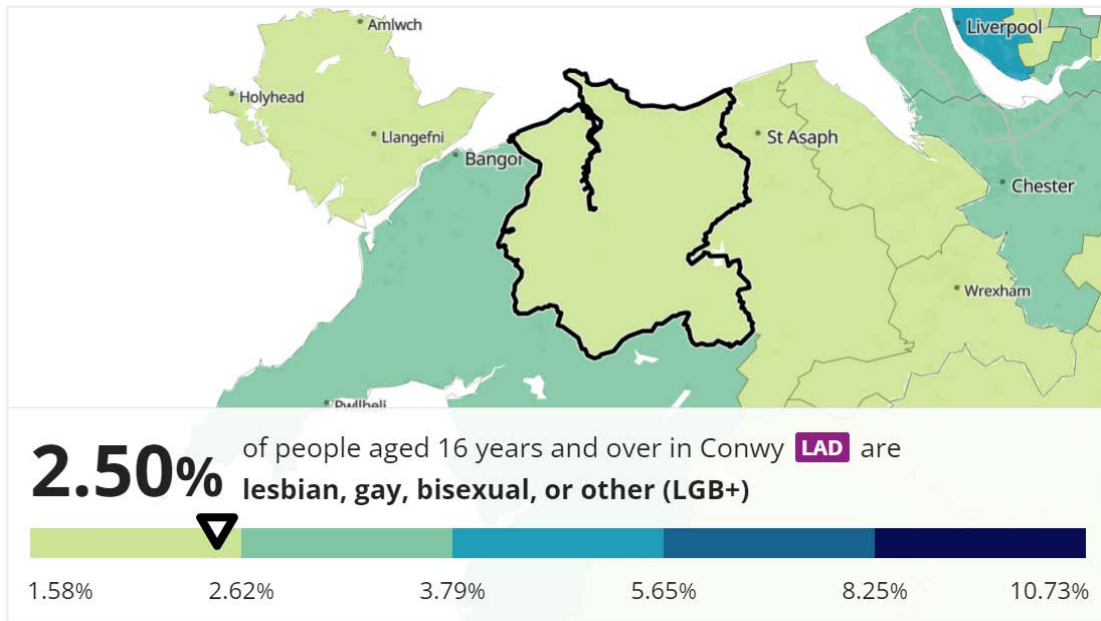 Amlwch
Liverpool
Holyhead
Llangefni
St Asaph
Bangor
Chester
Wrexham
Pwllheli
2.50%
of people aged 16 years and over in Conwy LAD are
lesbian, gay, bisexual, or other (LGB+)
1.58% 2.62% 3.79% 5.65% 8.25% 10.73%